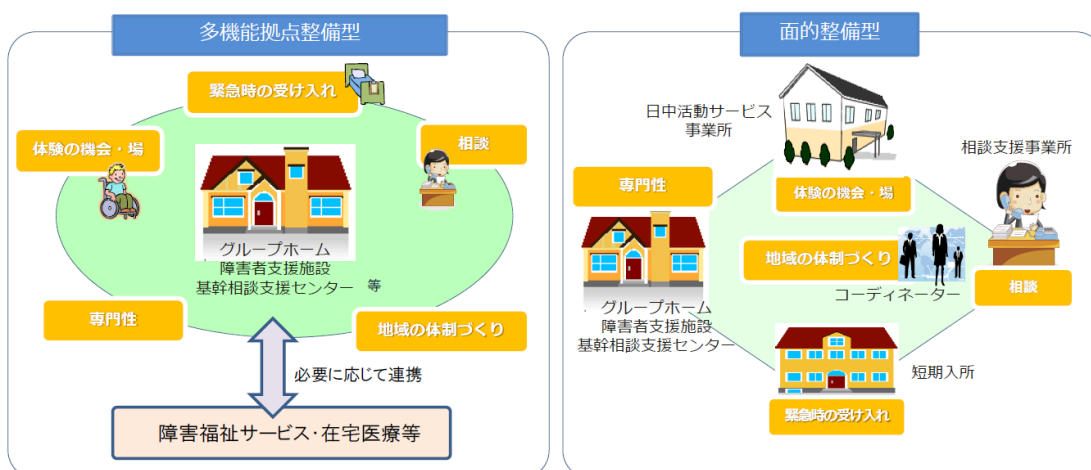 多機能拠点整備型
緊急時の受け入れ
体験の機会・場
相談
グループホーム
障害者支援施設
基幹相談支援センター 等
専門性
地域の体制づくり
必要に応じて連携
障害福祉サービス・在宅医療等
面的整備型
日中活動サービス
事業所
相談支援事業所
専門性
体験の機会・場
地域の体制づくり
コーディネーター
相談
グループホーム
障害者支援施設
基幹相談支援センター
短期入所
緊急時の受け入れ